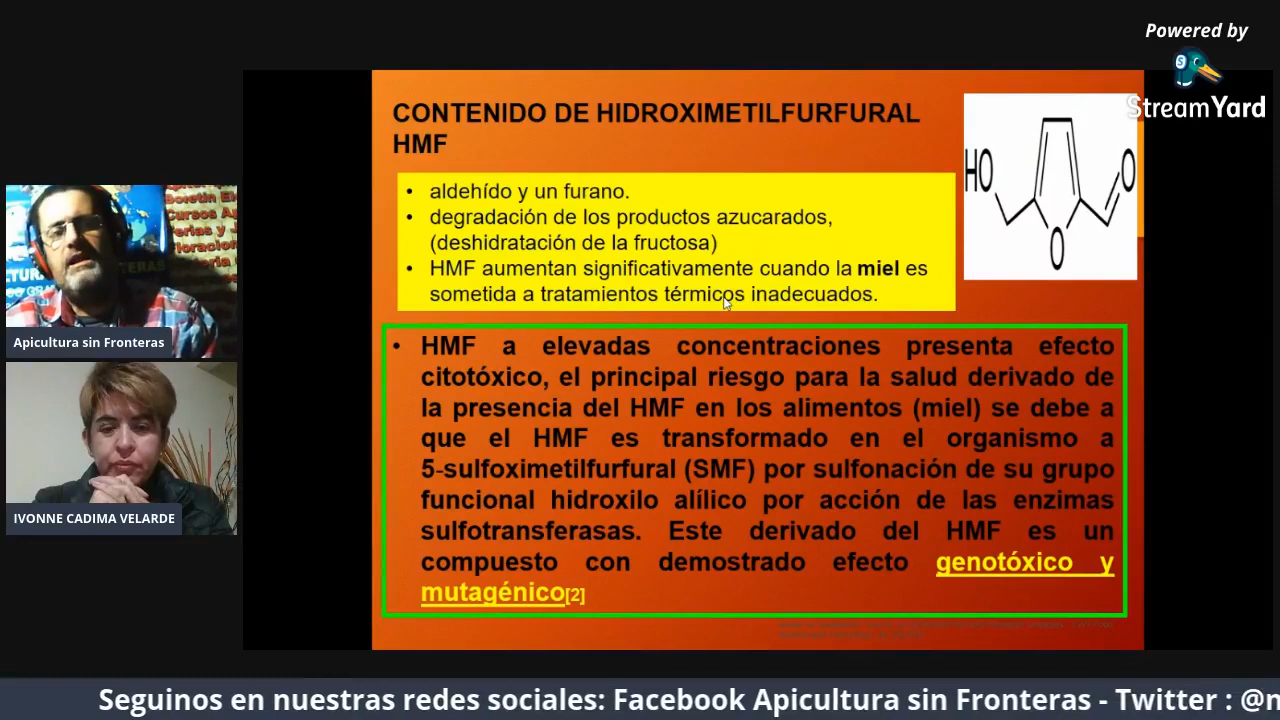 Powered by
StreamYard
CONTENIDO DE HIDROXIMETILFURFURAL
HMF
• aldehído y un furano.
• degradación de los productos azucarados,
(deshidratación de la fructosa)
• HMF aumentan significativamente cuando la miel es
sometida a tratamientos térmicos inadecuados.
HO
O
O
• HMF a elevadas concentraciones presenta efecto
citotóxico, el principal riesgo para la salud derivado de
la presencia del HMF en los alimentos (miel) se debe a
que el HMF es transformado en el organismo a
5-sulfoximetilfurfural (SMF) por sulfonación de su grupo
funcional hidroxilo alílico por acción de las enzimas
sulfotransferasas. Este derivado del HMF es un
compuesto con demostrado efecto genotóxico y
mutagénico[2]
Apicultura sin Fronteras
IVONNE CADIMA VELARDE
Seguinos en nuestras redes sociales: Facebook Apicultura sin Fronteras - Twitter : @n